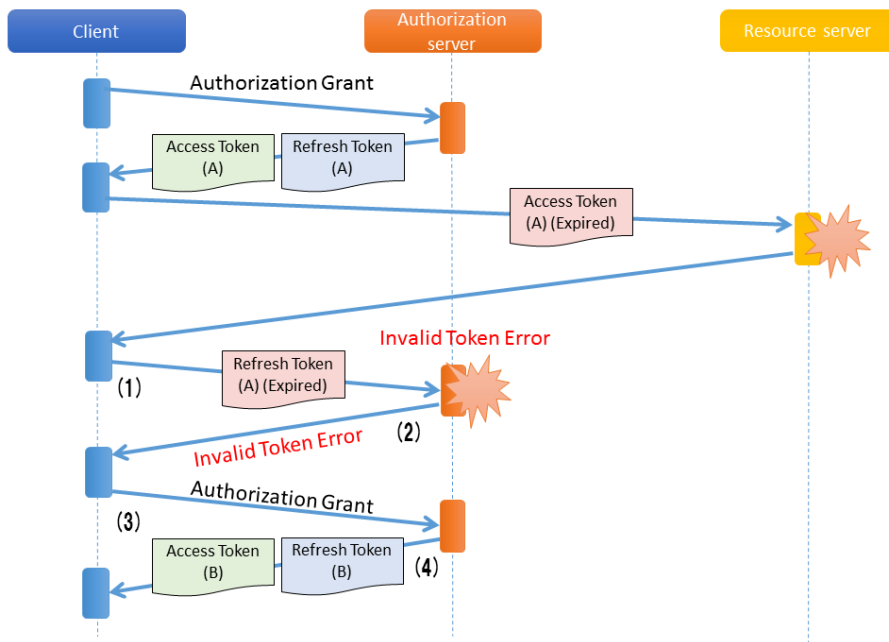 Client
Authorization
server
Resource server
Authorization Grant
Access Token
(A)
Refresh Token
(A)
Access Token
(A) (Expired)
Invalid Token Error
Refresh Token
(A) (Expired)
(1)
(2)
Invalid Token Error
Authorization Grant
(3)
Access Token
(B)
Refresh Token
(B)
(4)